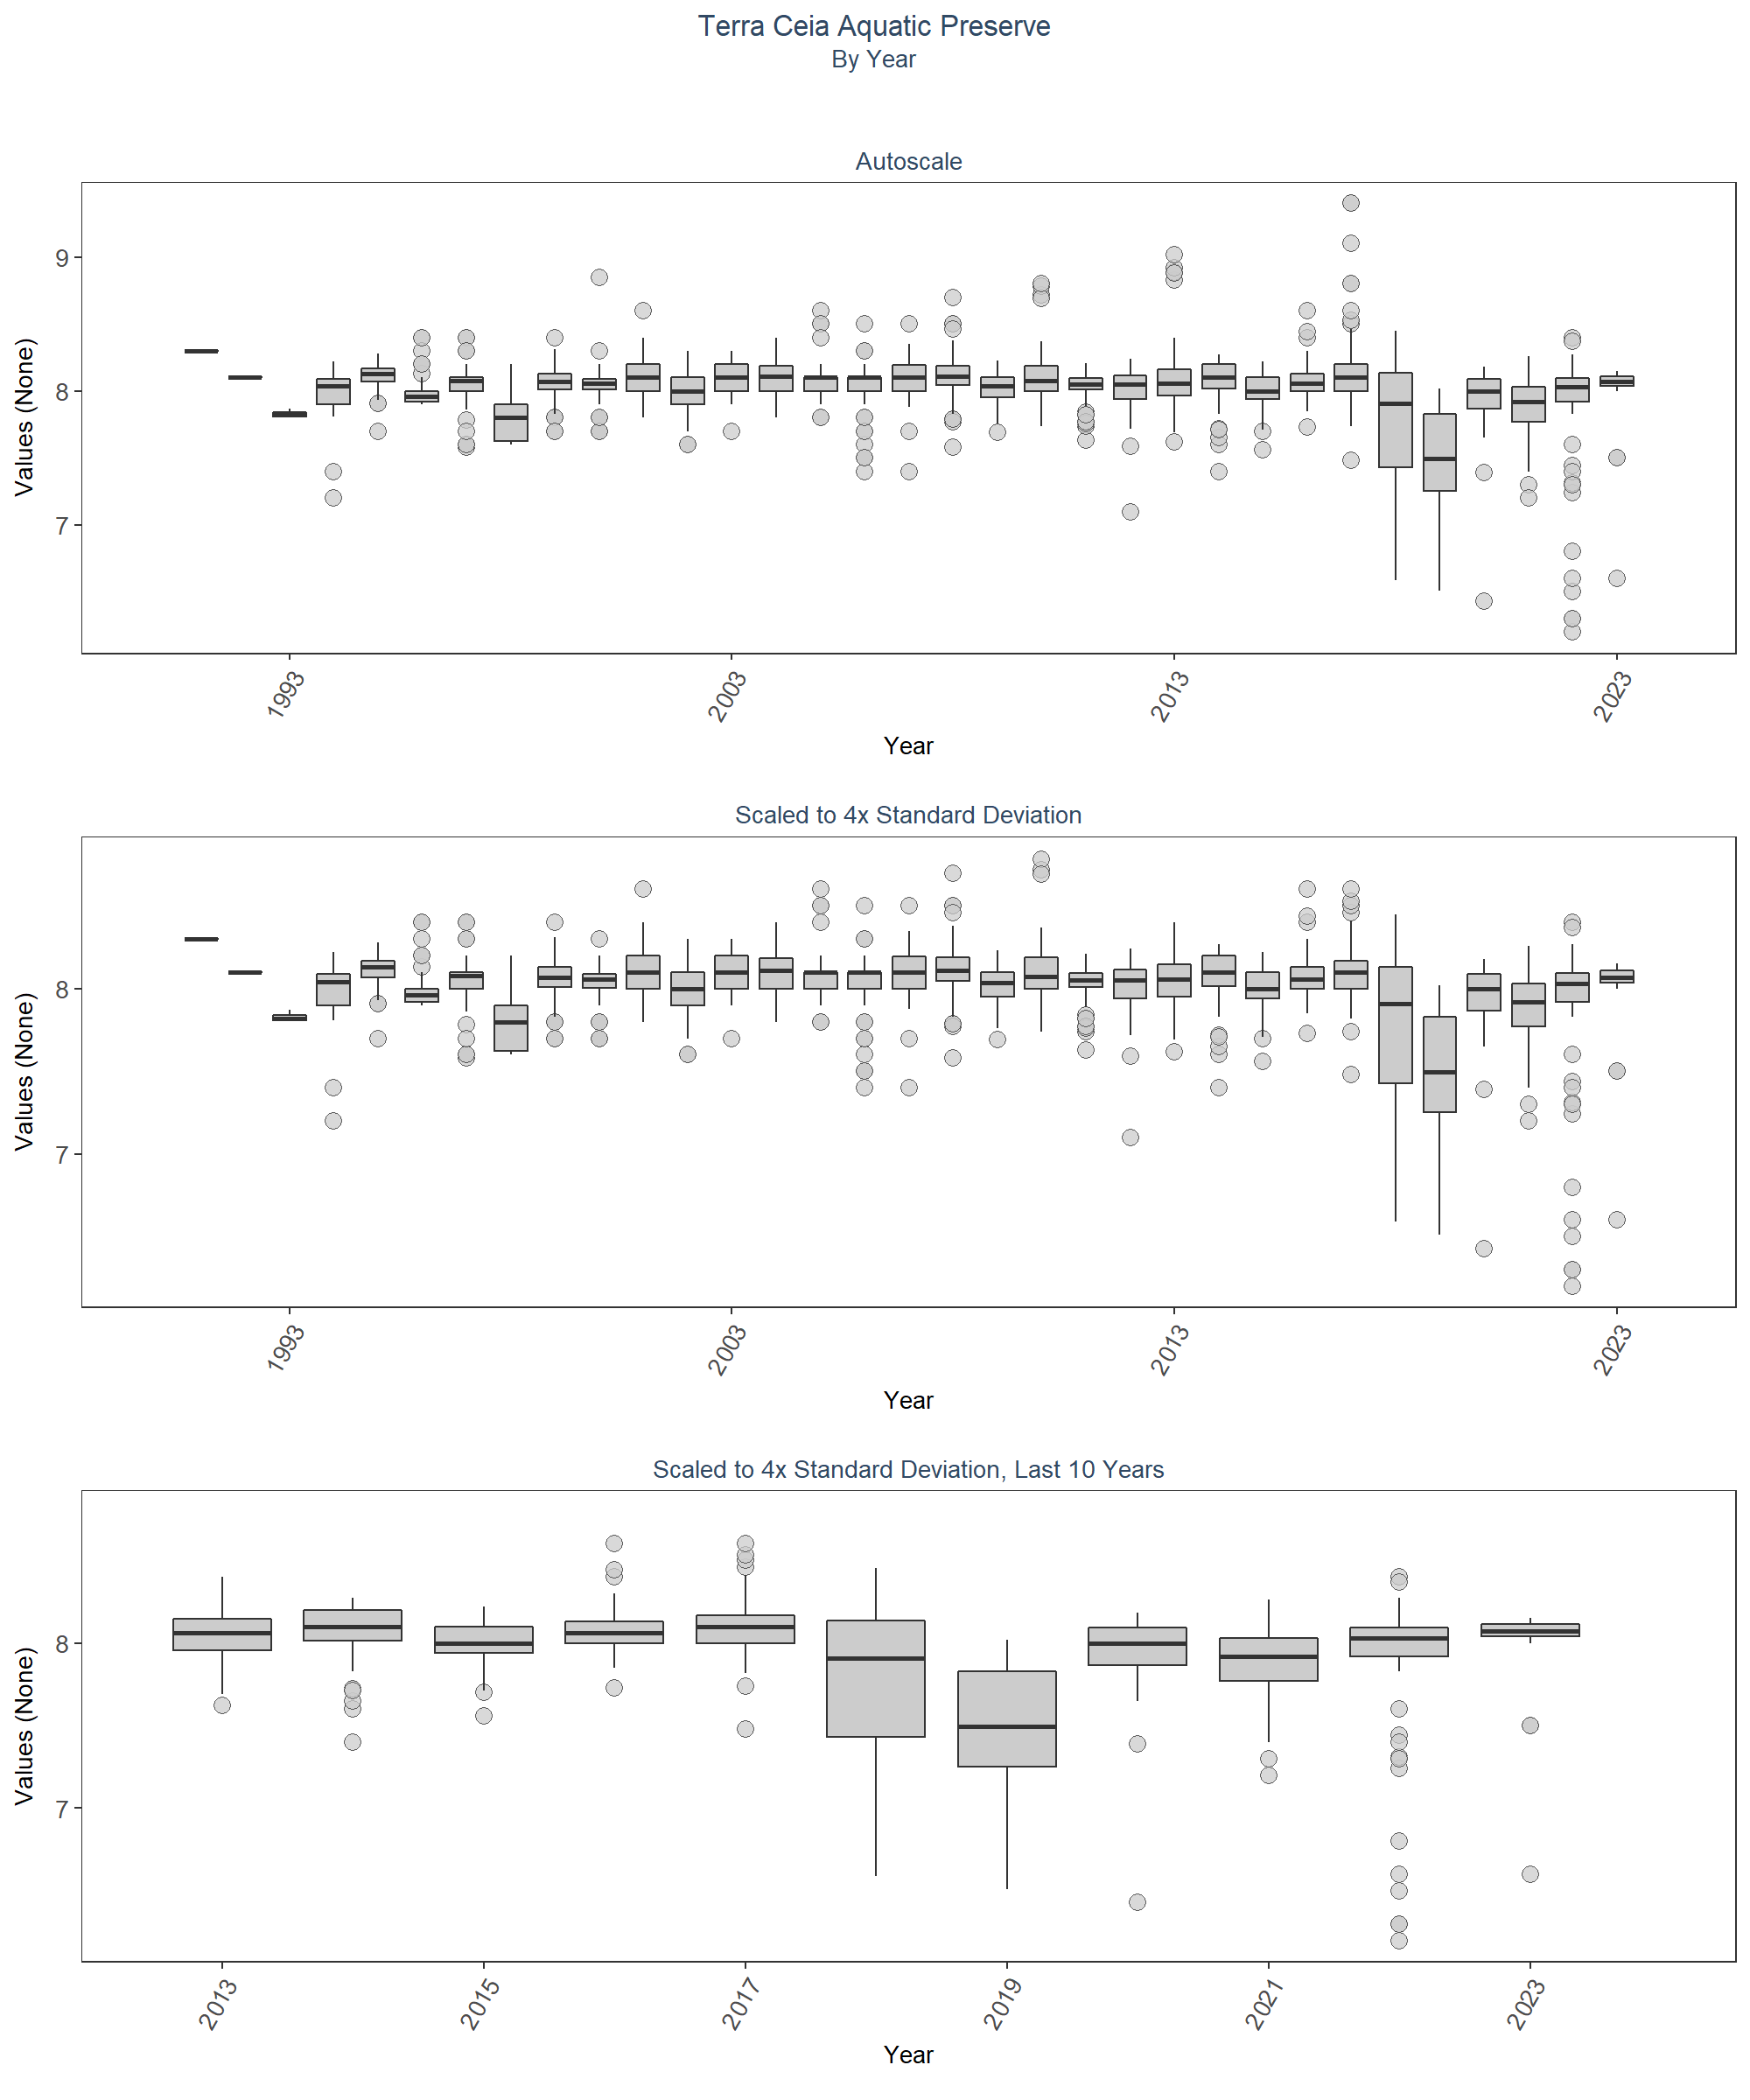 Terra Ceia Aquatic Preserve
By Year
Autoscale
Values (None)
9
8
7
1993
2003
2013
2023
Year
Scaled to 4x Standard Deviation
Values (None)
8
7
1993
2003
2013
2023
Year
Scaled to 4x Standard Deviation, Last 10 Years
Values (None)
8
7
2013
2015
2017
2019
2021
2023
Year